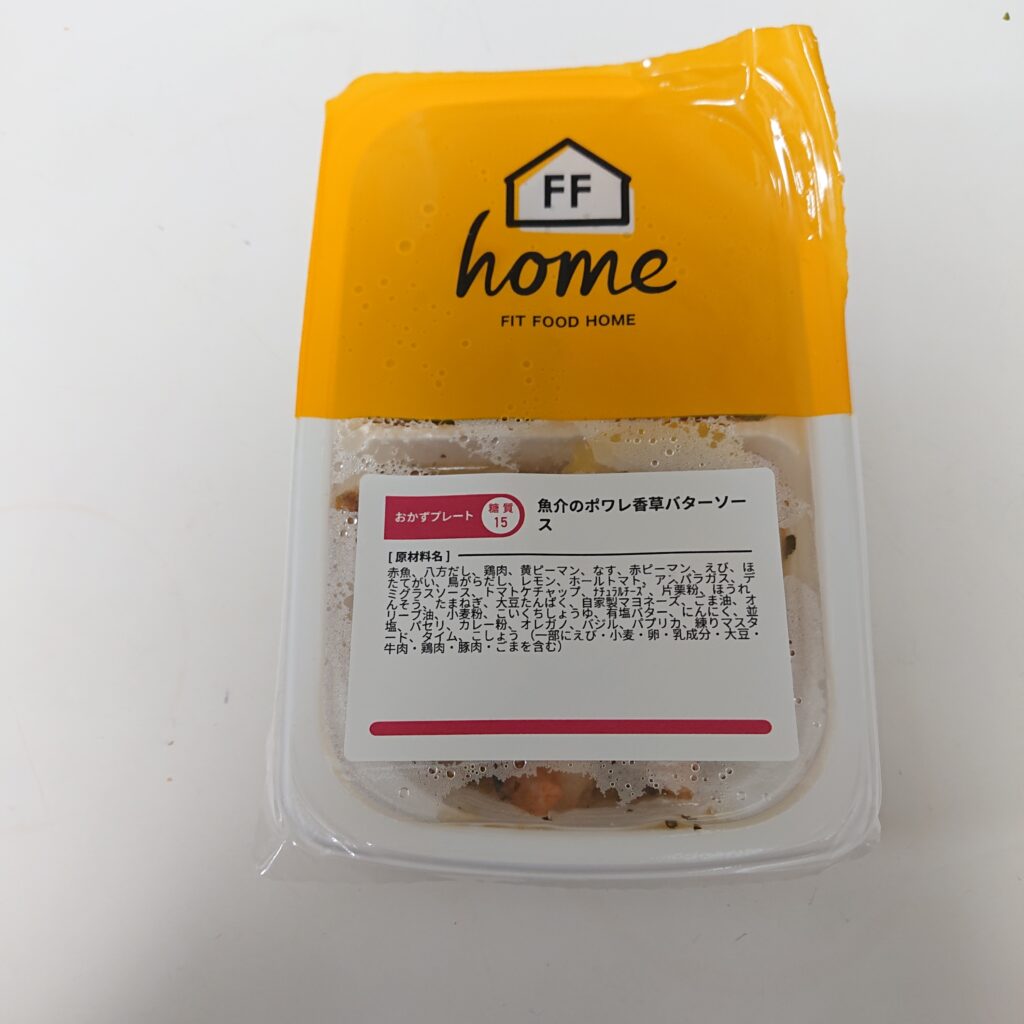 FF
home
FIT FOOD HOME
おかずプレート
糖質
15
魚介のポワレ香草バターソー
ス
[原材料名]
赤魚、八方だし、鶏肉、黄ピーマン、なす、赤ピーマン、えび、ほ
たてがい、鳥がらだし、レモン、ホールトマト、アスパラガス、デ
ミグラスソース、トマトケチャップ、ﾅﾁｭﾗﾙﾁｰｽﾞ、片栗粉、ほうれ
んそう、たまねぎ、大豆たんぱく、自家製マヨネーズ、ごま油、オ
リーブ油、小麦粉、こいくちしょうゆ、有塩バター、にんにく、並
塩、パセリ、カレー粉、オレガノ、バジル、パプリカ、練りマスタ
ード、タイム、こしょう（一部にえび・小麦・卵・乳成分・大豆・
牛肉・鶏肉・豚肉・ごまを含む）